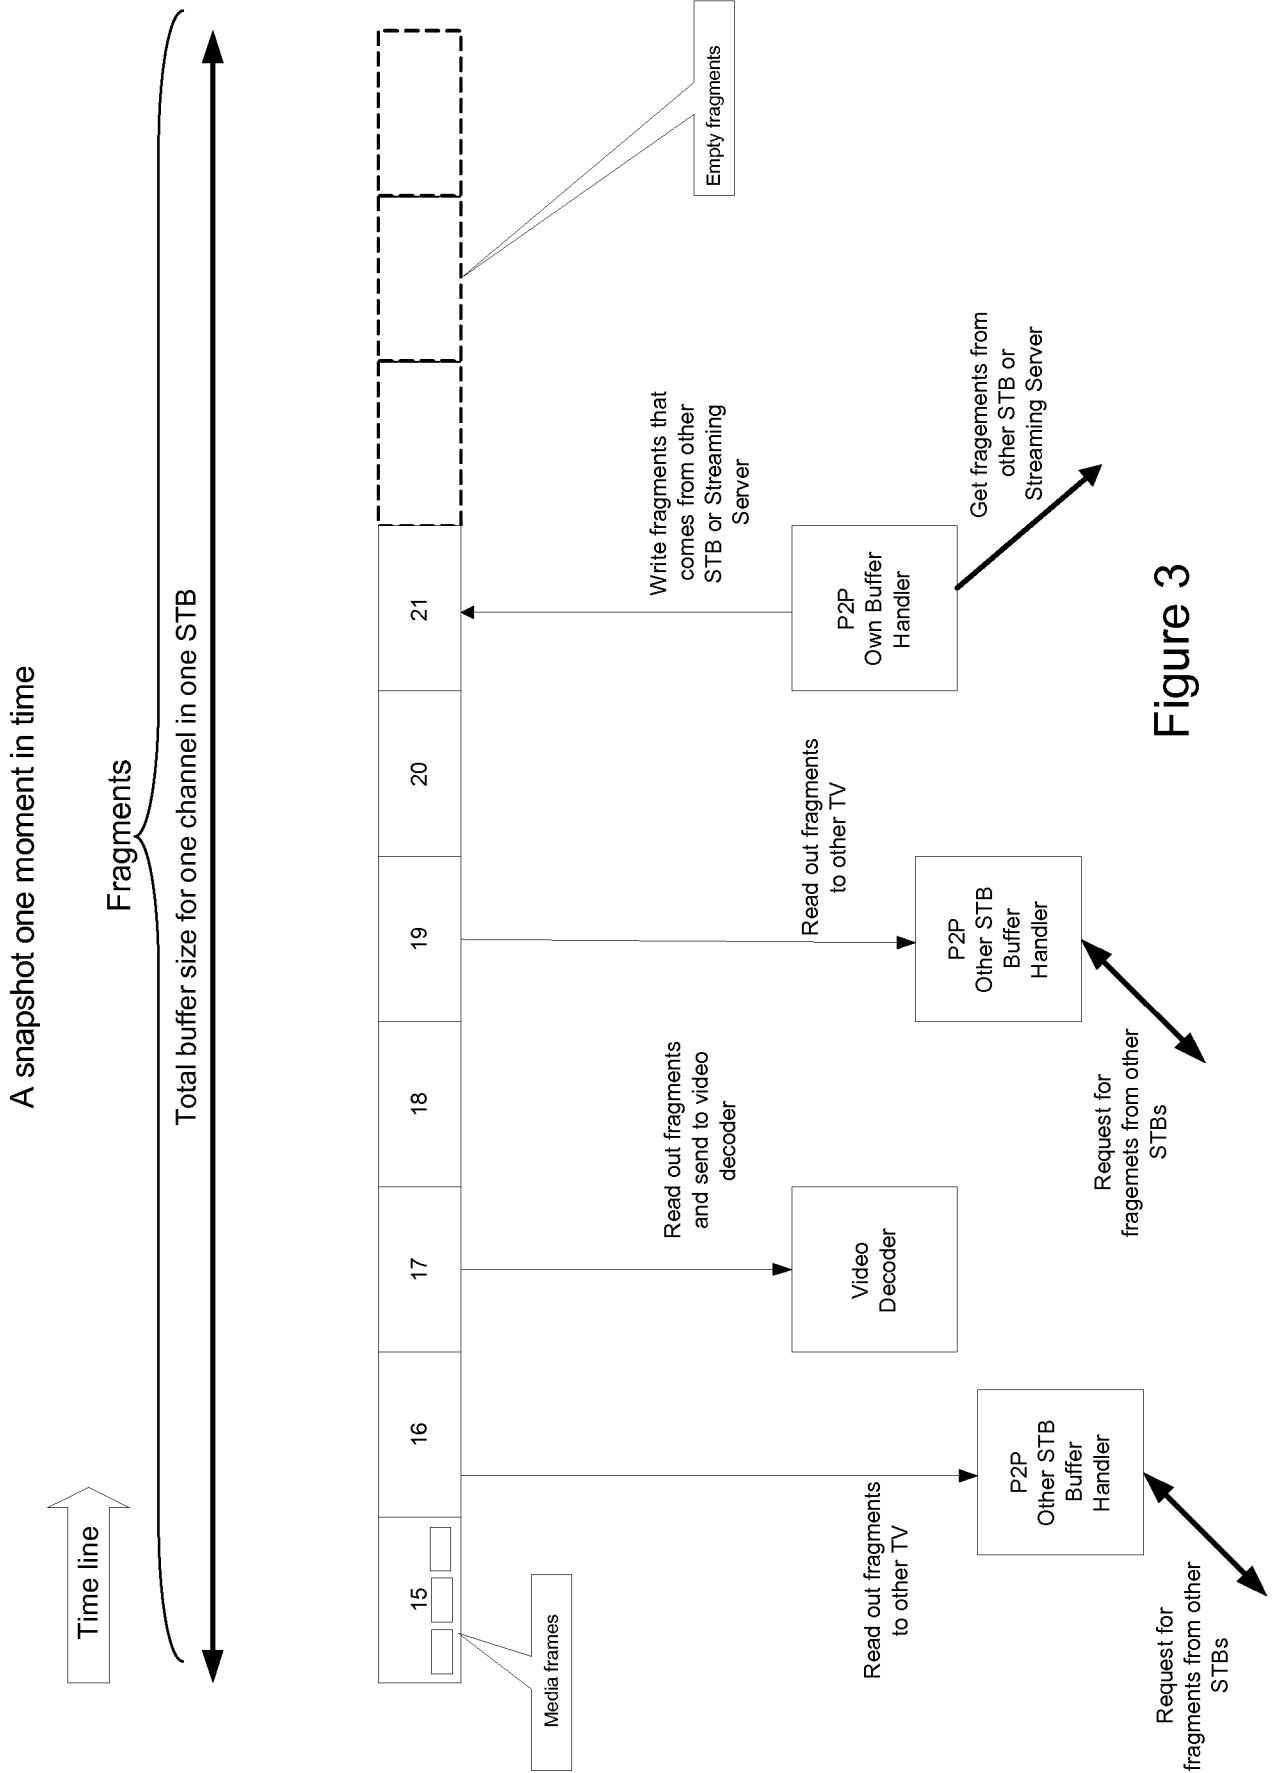 A snapshot one moment in time
Time line
Fragments
Total buffer size for one channel in one STB
15
16
17
18
19
20
21
Media frames
Empty fragments
Read out fragments
to other TV
Read out fragments
and send to video
decoder
Read out fragments
to other TV
Write fragments that
comes from other
STB or Streaming
Server
P2P
Other STB
Buffer
Handler
Video
Decoder
P2P
Other STB
Buffer
Handler
P2P
Own Buffer
Handler
Request for
fragments from other
STBs
Request for
fragemets from other
STBs
Get fragements from
other STB or
Streaming Server
Figure 3